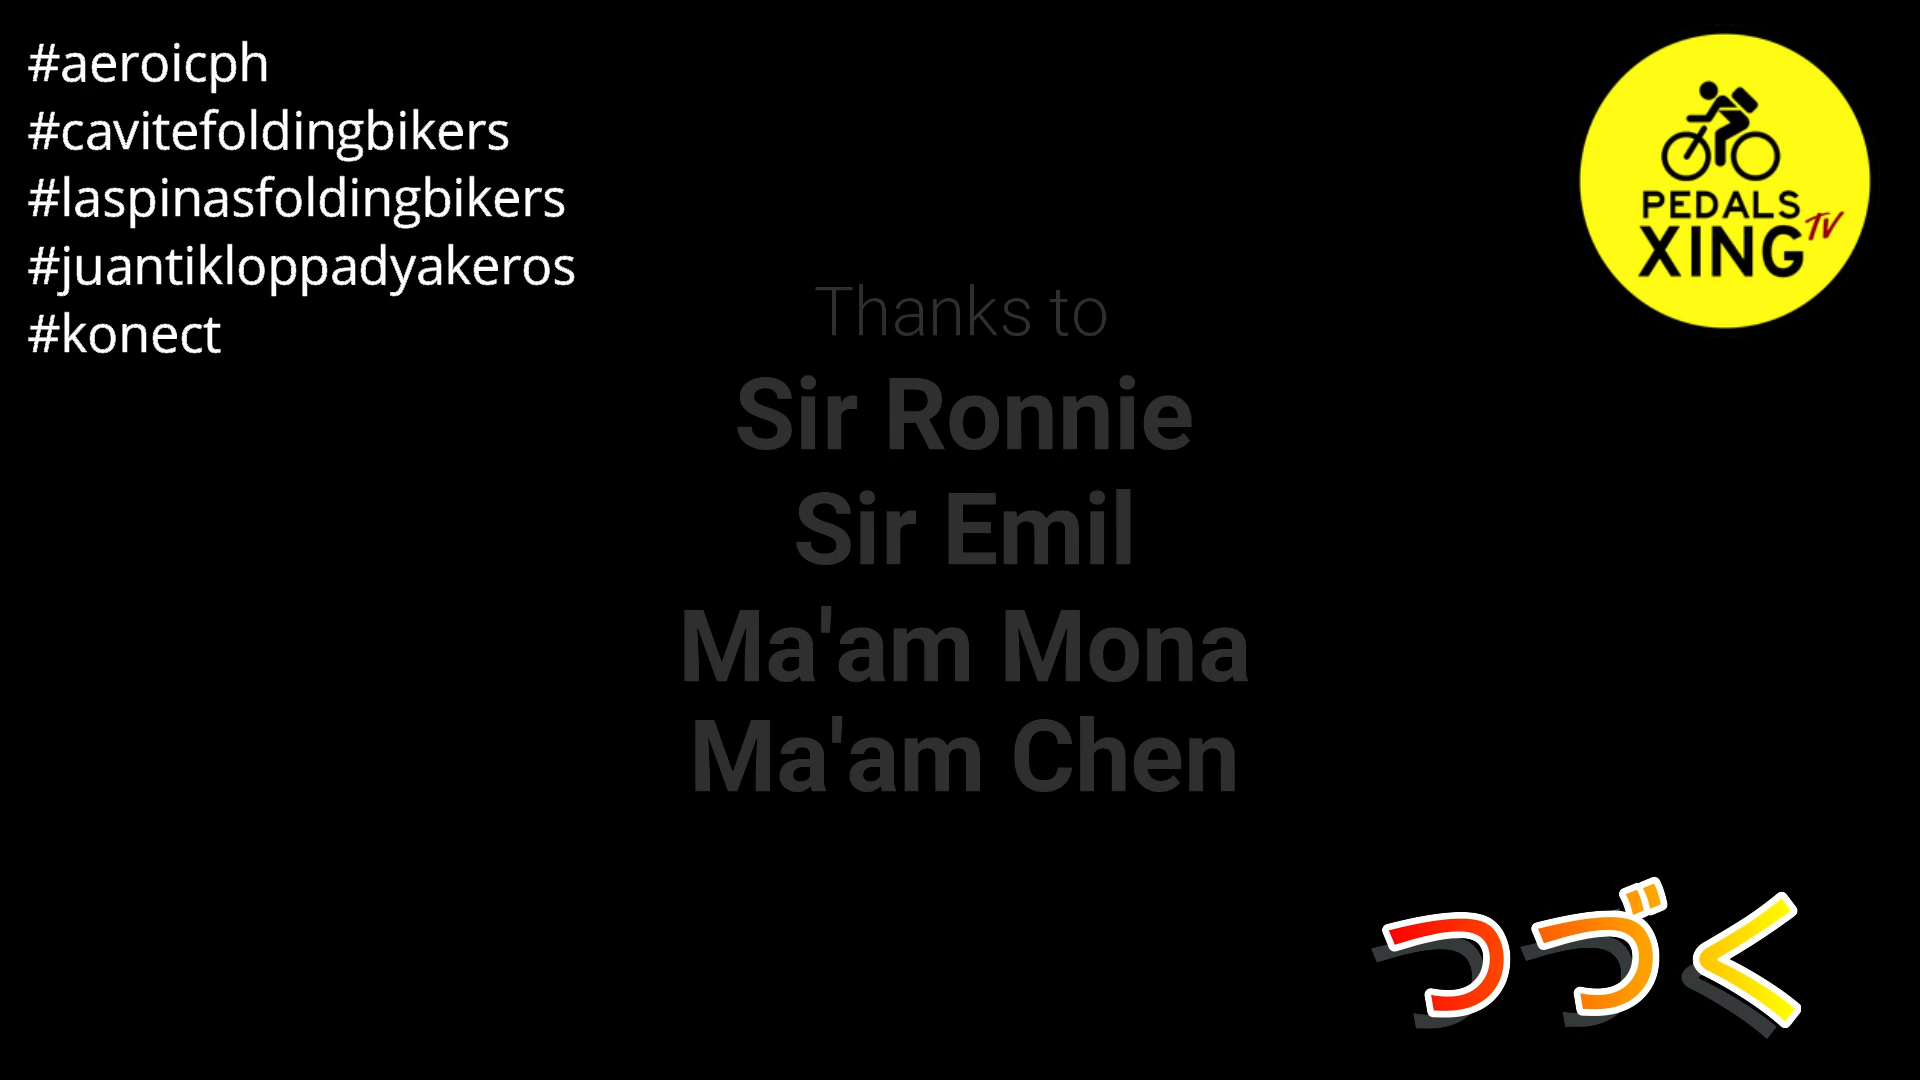 #aeroicph
#cavitefoldingbikers
#laspinasfoldingbikers
#juantikloppadyakeros
#konect
PEDALS
XING TV
Thanks to
Sir Ronnie
Sir Emil
Ma'am Mona
Ma'am Chen
つづく